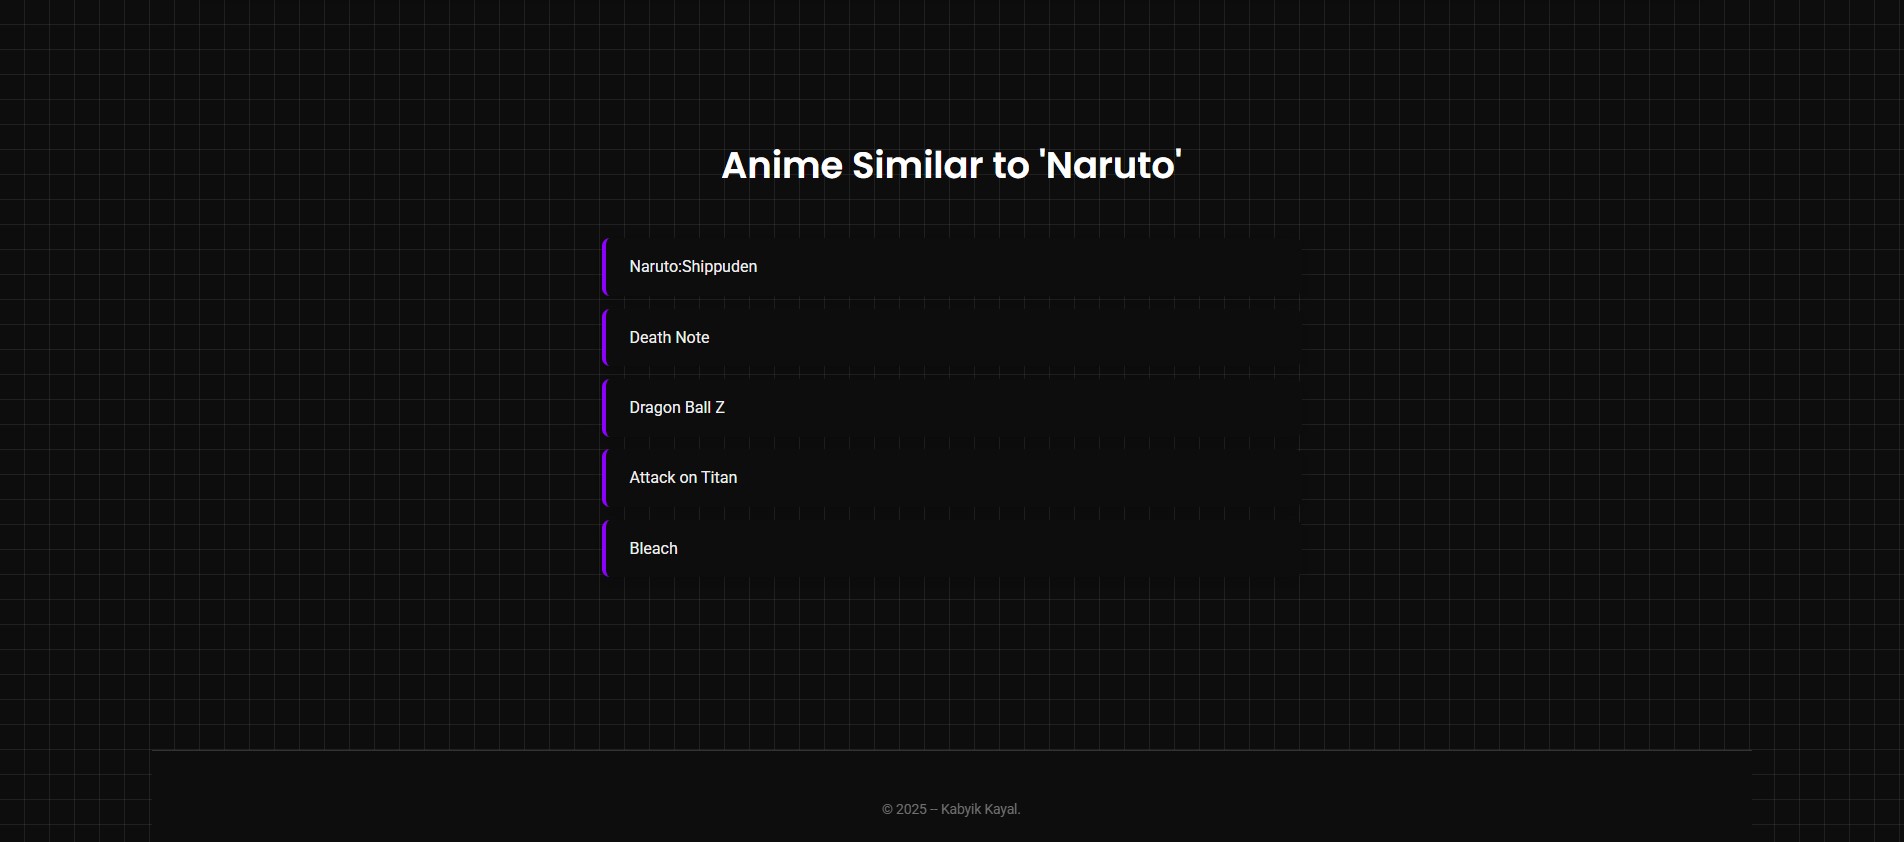 Anime Similar to 'Naruto'
Naruto:Shippuden
Death Note
Dragon Ball Z
Attack on Titan
Bleach
© 2025 – Kabyik Kayal.